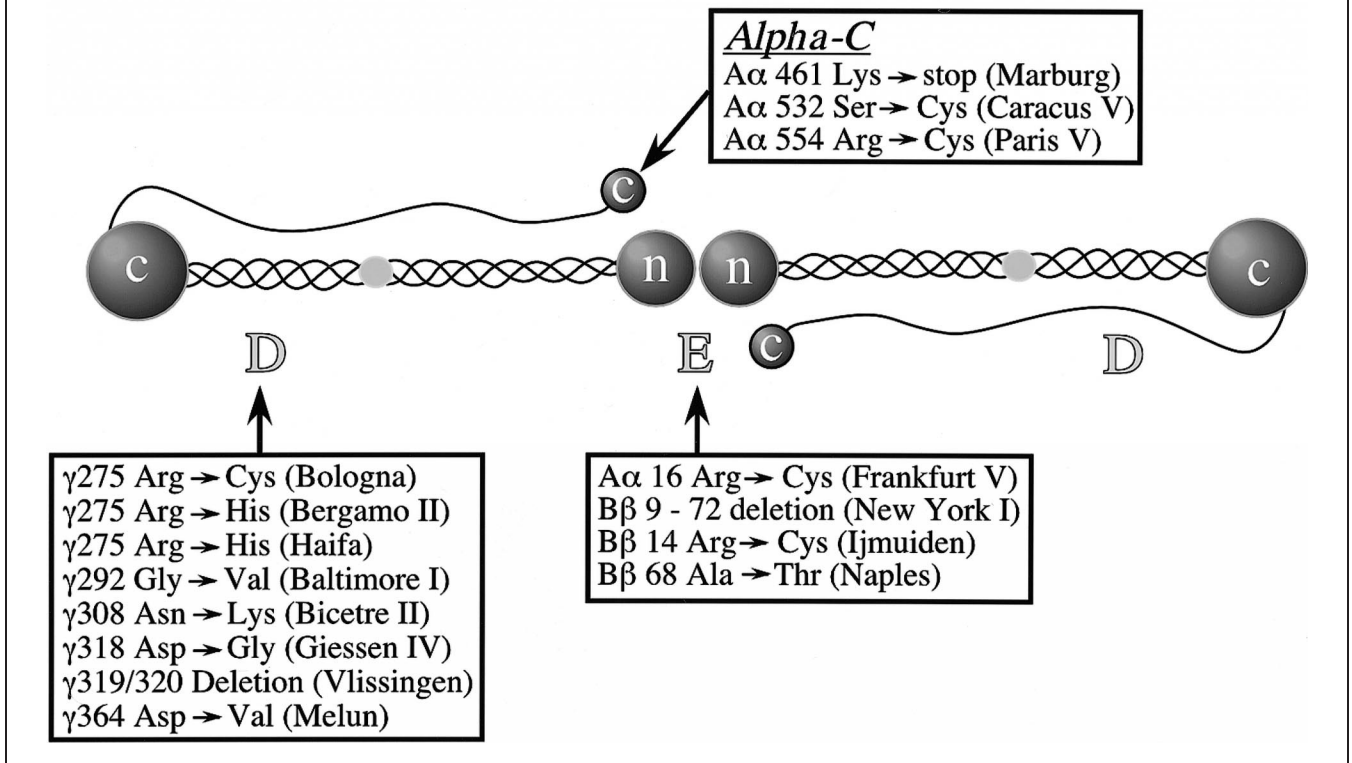 Alpha-C
Aα 461 Lys → stop (Marburg)
Aα 532 Ser → Cys (Caracus V)
Aα 554 Arg → Cys (Paris V)
c
c n n c
c
D E D
γ275 Arg → Cys (Bologna)
γ275 Arg → His (Bergamo II)
γ275 Arg → His (Haifa)
γ292 Gly → Val (Baltimore I)
γ308 Asn → Lys (Bicetre II)
γ318 Asp → Gly (Giessen IV)
γ319/320 Deletion (Vlissingen)
γ364 Asp → Val (Melun)
Aα 16 Arg → Cys (Frankfurt V)
Bβ 9 - 72 deletion (New York I)
Bβ 14 Arg → Cys (Ijmuiden)
Bβ 68 Ala → Thr (Naples)